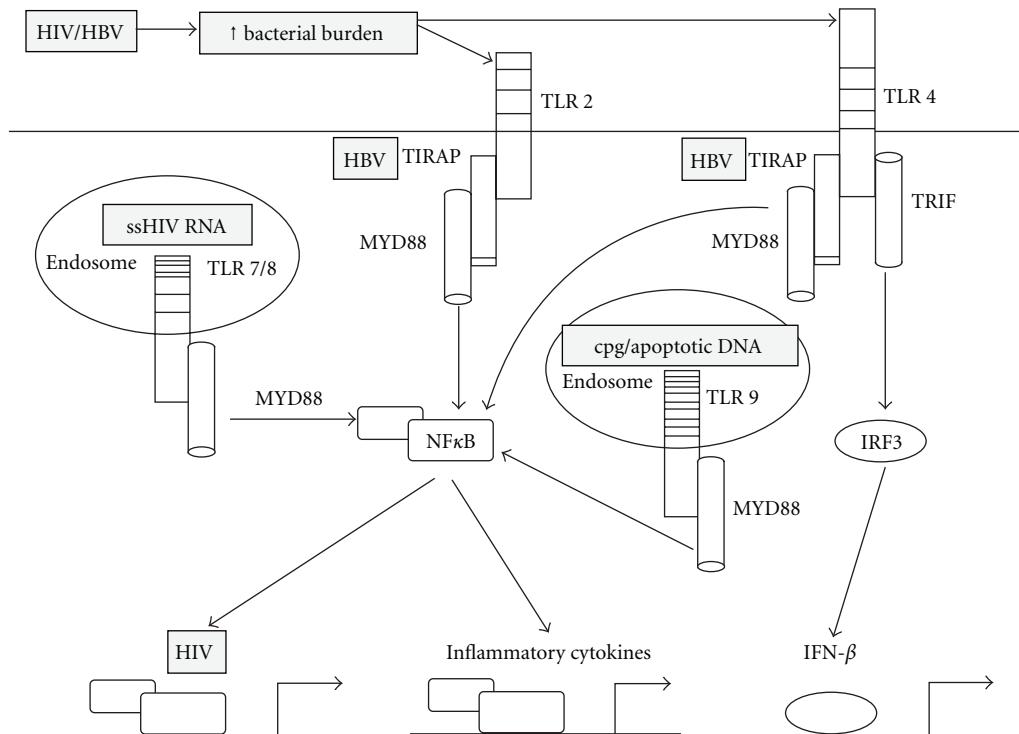 HIV/HBV
↑ bacterial burden
TLR 2
TLR 4
HBV
TIRAP
HBV
TIRAP
ssHIV RNA
TRIF
MYD88
MYD88
Endosome
TLR 7/8
cpg/apoptotic DNA
Endosome
TLR 9
MYD88
NFκB
IRF3
MYD88
HIV
Inflammatory cytokines
IFN-β